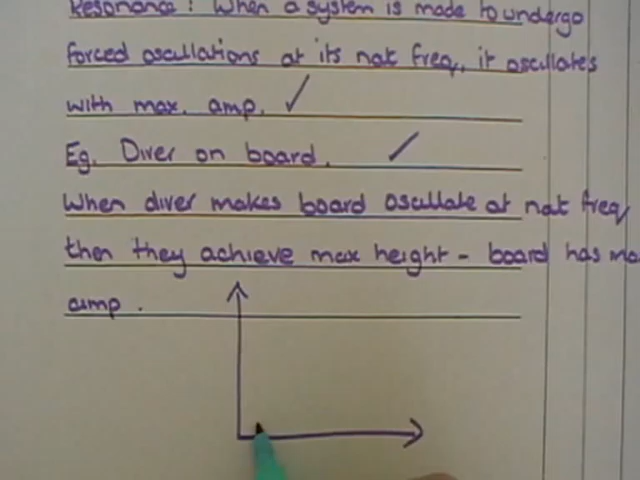 Resonance: When a system is made to undergo
forced oscillations at its nat freq, it oscillates
with max. amp. ✓
Eg. Diver on board. ✓
When diver makes board oscillate at nat freq
then they achieve max height - board has
amp.